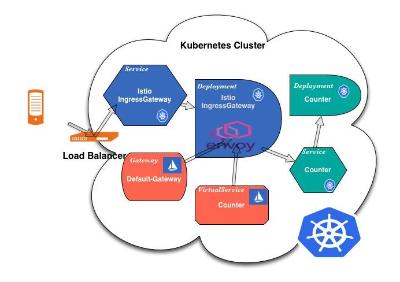 Kubernetes Cluster
Service
Istio
IngressGateway
Deployment
Istio
IngressGateway
envoy
Deployment
Counter
Load Balancer
Gateway
Default-Gateway
VirtualService
Counter
Service
Counter